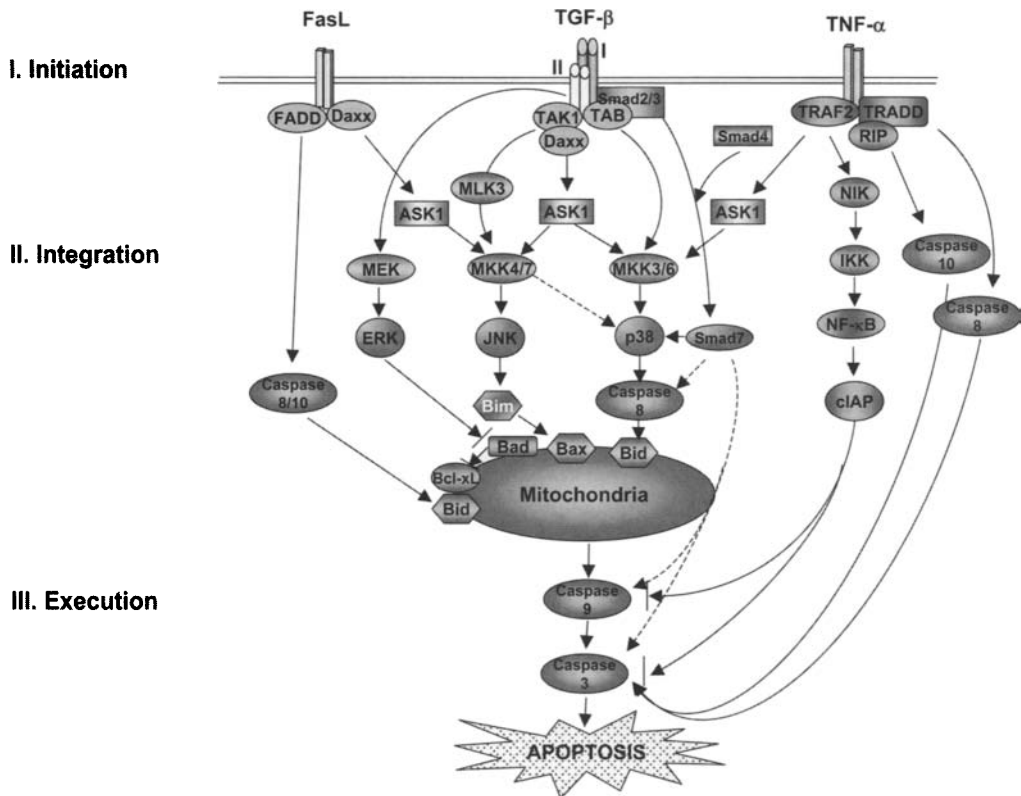 FasL
TGF-β
TNF-α
I. Initiation
I
II
FADD
Daxx
TAK1
TAB
Smad2/3
Daxx
TRAF2
TRADD
RIP
Smad4
MLK3
NIK
ASK1
ASK1
ASK1
II. Integration
MEK
MKK4/7
MKK3/6
IKK
Caspase
10
ERK
JNK
p38
Smad7
NF-κB
Caspase
8
Caspase
8/10
Bim
Caspase
8
cIAP
Bad
Bax
Bid
Bcl-xL
Bid
Mitochondria
III. Execution
Caspase
9
Caspase
3
APOPTOSIS